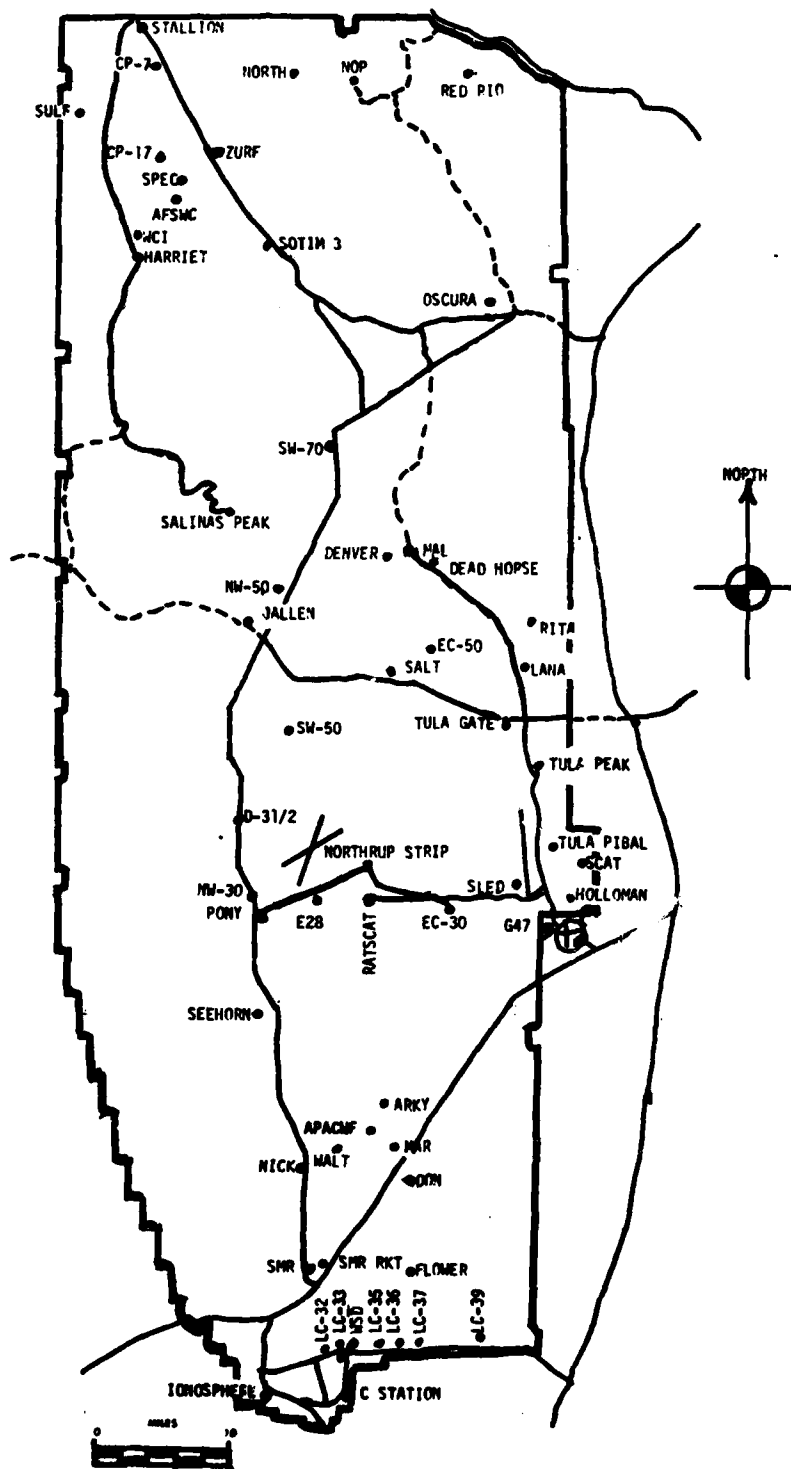 STALLION
CP-7
NORTH
NOP
RED RIO
SULF
CP-17
ZURF
SPEC
AFSWC
WCI
HARRIET
SOTIM 3
OSCURA
SW-70
NORTH
SALINAS PEAK
DENVER
MAL
DEAD HORSE
NW-50
JALLEN
RITA
EC-50
SALT
LANA
SW-50
TULA GATE
TULA PEAK
D-31/2
NORTHRUP STRIP
TULA PIBAL
SCAT
SLED
NW-30
HOLLOMAN
PONY
E28
RATSCAT
EC-30
G47
SEEHORN
ARKY
MAR
NICK
WALT
DON
SMR
SMR RKT
FLOWER
LC-32
LC-33
WSD
LC-35
LC-36
LC-37
LC-39
IONOSPHERE
C STATION
MILES
0